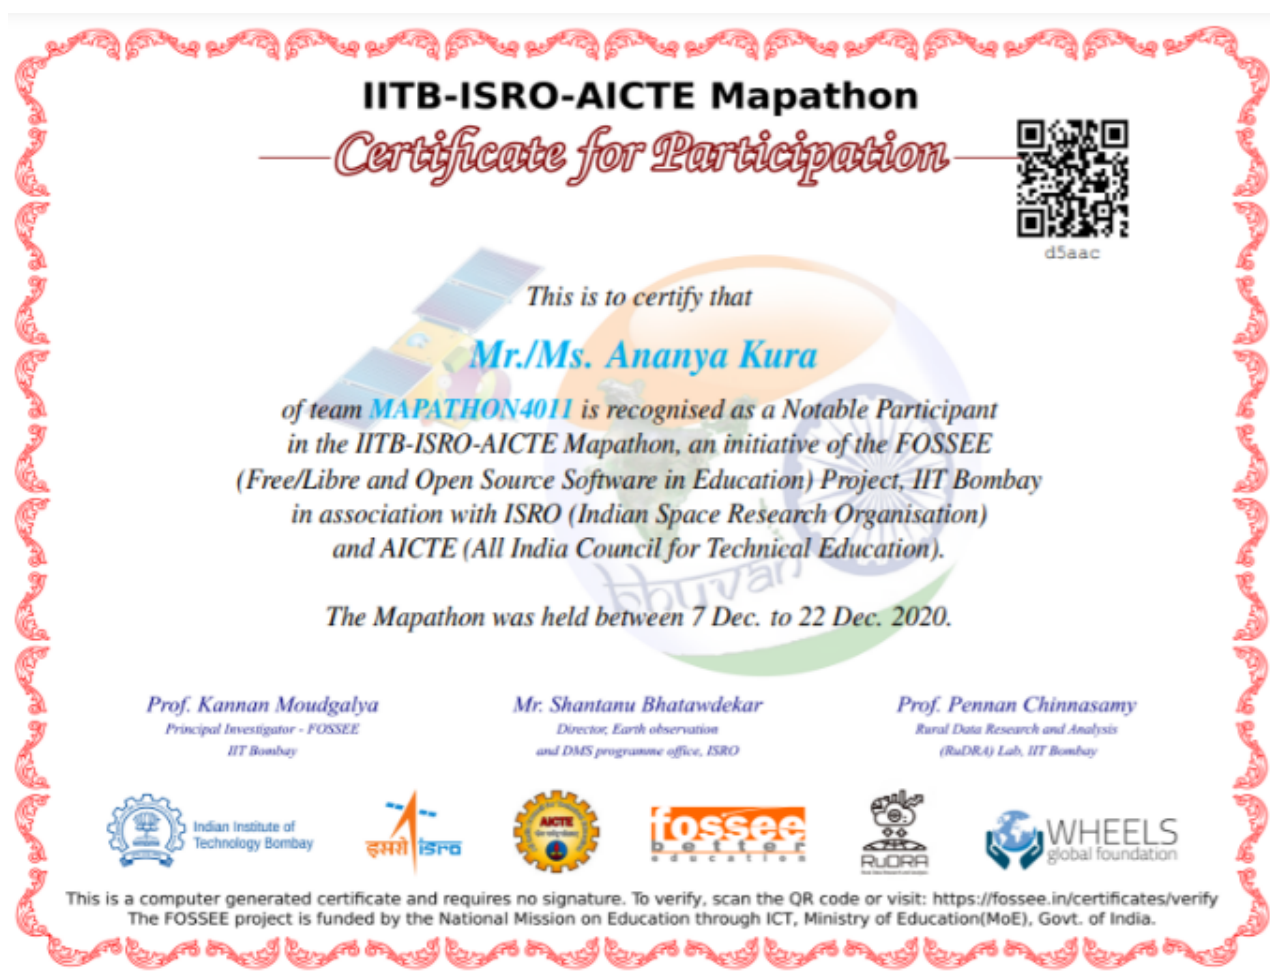 IITB-ISRO-AICTE Mapathon
Certificate for Participation
d5aac
This is to certify that
Mr./Ms. Ananya Kura
of team MAPATHON4011 is recognised as a Notable Participant
in the IITB-ISRO-AICTE Mapathon, an initiative of the FOSSEE
(Free/Libre and Open Source Software in Education) Project, IIT Bombay
in association with ISRO (Indian Space Research Organisation)
and AICTE (All India Council for Technical Education).
bhuvan
The Mapathon was held between 7 Dec. to 22 Dec. 2020.
Prof. Kannan Moudgalya
Principal Investigator - FOSSEE
IIT Bombay
Mr. Shantanu Bhatawdekar
Director, Earth observation
and DMS programme office, ISRO
Prof. Pennan Chinnasamy
Rural Data Research and Analysis
(RuDRA) Lab, IIT Bombay
Indian Institute of
Technology Bombay
इसरो isro
AICTE
fossee
better
education
RuDRA
WHEELS
global foundation
This is a computer generated certificate and requires no signature. To verify, scan the QR code or visit: https://fossee.in/certificates/verify
The FOSSEE project is funded by the National Mission on Education through ICT, Ministry of Education(MoE), Govt. of India.